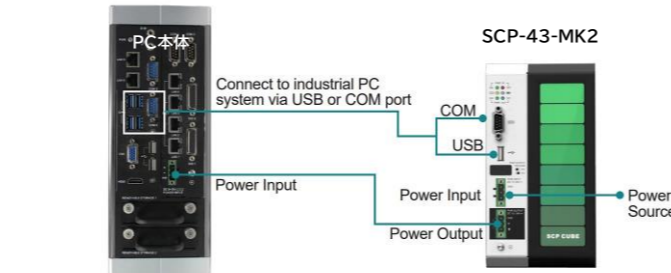 PC本体
SCP-43-MK2
Connect to industrial PC
system via USB or COM port
COM
USB
Power Input
Power Input
Power Output
Power
Source
SCP CUBE